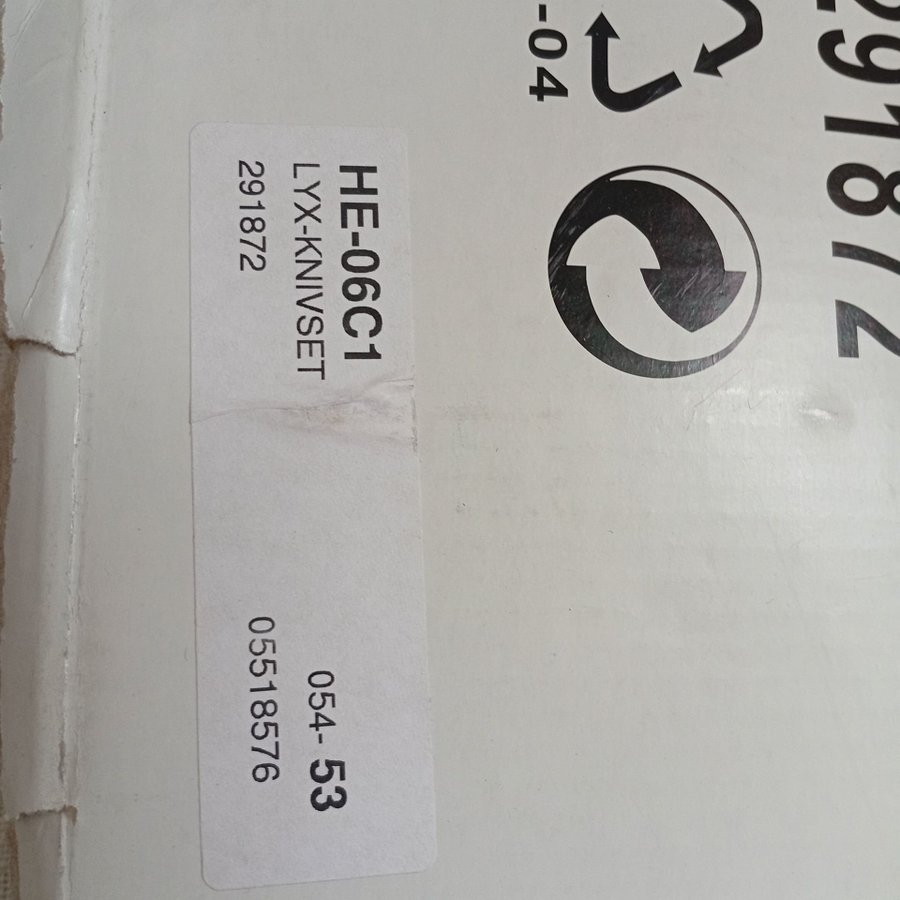 HE-06C1
LYX-KNIVSET
291872
054- 53
05518576
-04
291872